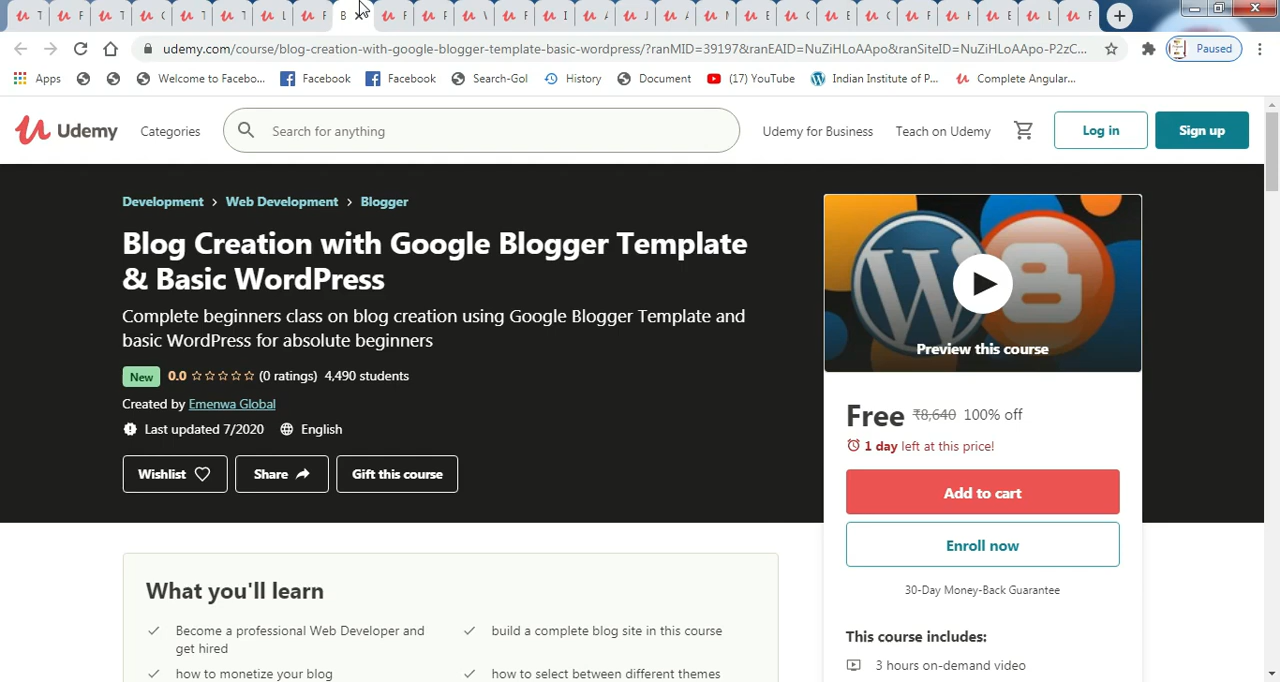 B
Paused
udemy.com/course/blog-creation-with-google-blogger-template-basic-wordpress/?ranMID=39197&ranEAID=NuZiHLoAApo&ranSiteID=NuZiHLoAApo-P2zC...
Apps
Welcome to Facebo...
Facebook
Facebook
Search-Gol
History
Document
(17) YouTube
Indian Institute of P...
Complete Angular...
Udemy
Categories
Search for anything
Udemy for Business
Teach on Udemy
Log in
Sign up
Development > Web Development > Blogger
Blog Creation with Google Blogger Template
& Basic WordPress
Complete beginners class on blog creation using Google Blogger Template and
basic WordPress for absolute beginners
New 0.0 (0 ratings) 4,490 students
Created by Emenwa Global
Last updated 7/2020 English
Wishlist
Share
Gift this course
Preview this course
Free ₹8,640 100% off
1 day left at this price!
Add to cart
Enroll now
30-Day Money-Back Guarantee
This course includes:
3 hours on-demand video
What you'll learn
Become a professional Web Developer and
get hired
build a complete blog site in this course
how to monetize your blog
how to select between different themes